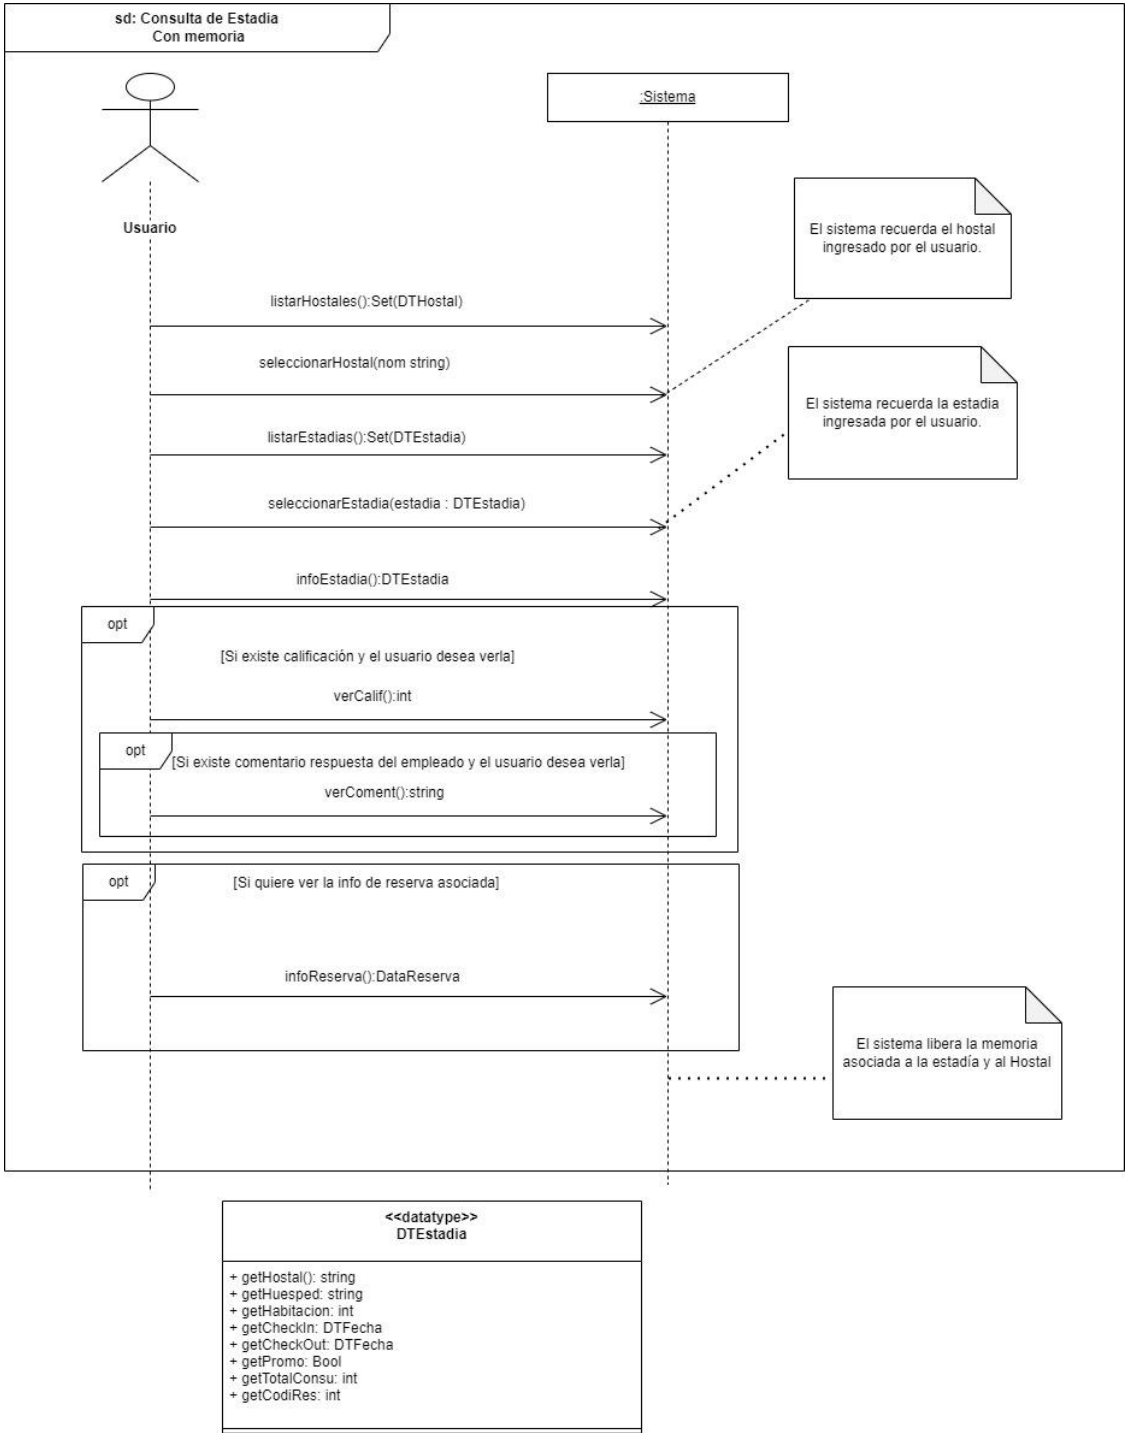 sd: Consulta de Estadia
Con memoria
:Sistema
El sistema recuerda el hostal
ingresado por el usuario.
Usuario
listarHostales():Set(DTHostal)
seleccionarHostal(nom string)
El sistema recuerda la estadia
ingresada por el usuario.
listarEstadias():Set(DTEstadia)
seleccionarEstadia(estadia : DTEstadia)
infoEstadia():DTEstadia
opt
[Si existe calificación y el usuario desea verla]
verCalif():int
opt
[Si existe comentario respuesta del empleado y el usuario desea verla]
verComent():string
opt
[Si quiere ver la info de reserva asociada]
infoReserva():DataReserva
El sistema libera la memoria
asociada a la estadía y al Hostal
<<datatype>>
DTEstadia
+ getHostal(): string
+ getHuesped: string
+ getHabitacion: int
+ getCheckIn: DTFecha
+ getCheckOut: DTFecha
+ getPromo: Bool
+ getTotalConsu: int
+ getCodiRes: int